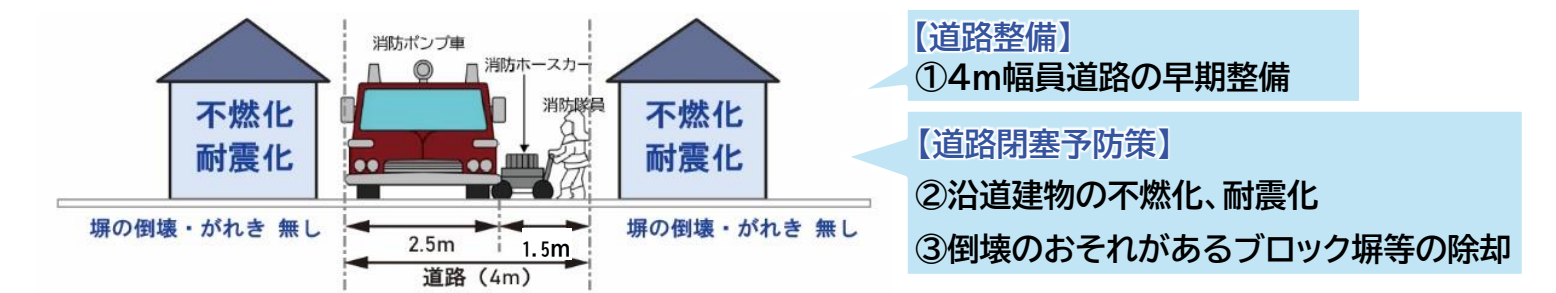 消防ポンプ車
消防ホースカー
消防隊員
不燃化
耐震化
不燃化
耐震化
塀の倒壊・がれき 無し
塀の倒壊・がれき 無し
2.5m
1.5m
道路（4m）
【道路整備】
①4m幅員道路の早期整備
【道路閉塞予防策】
②沿道建物の不燃化、耐震化
③倒壊のおそれがあるブロック塀等の除却